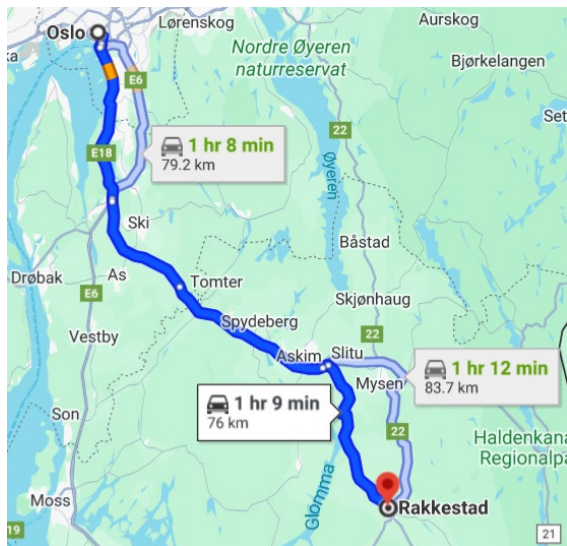 Oslo
Lørenskog
Aurskog
Nordre Øyeren
naturreservat
Bjørkelangen
E6
22
1 hr 8 min
79.2 km
E18
Øyeren
Ski
Båstad
Drøbak
As
E6
Tomter
Skjønhaug
Vestby
Spydeberg
22
Askim
Slitu
Mysen
1 hr 12 min
83.7 km
1 hr 9 min
76 km
Son
22
Haldenkana
Regionalpa
Glomma
Moss
Rakkestad
19
21